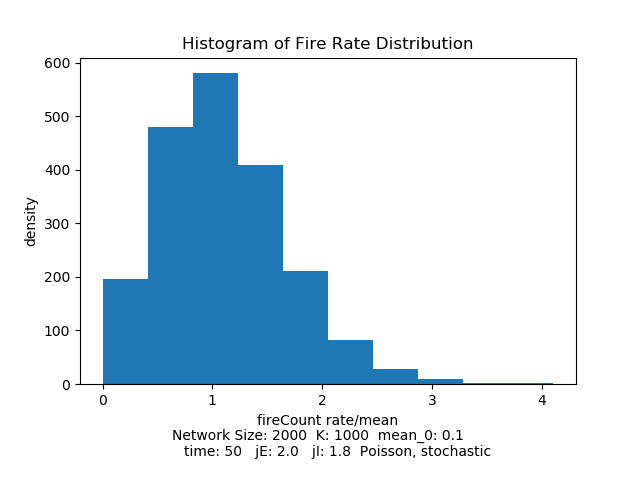 Histogram of Fire Rate Distribution
600
500
400
300
200
100
0
density
0 1 2 3 4
fireCount rate/mean
Network Size: 2000  K: 1000  mean_0: 0.1
time: 50   jE: 2.0   jI: 1.8  Poisson, stochastic